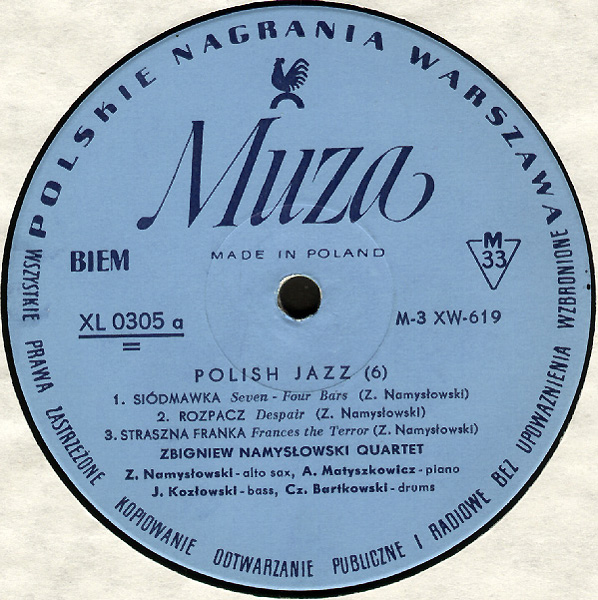 POLSKIE NAGRANIA WARSZAWA
Muza
MADE IN POLAND
BIEM
M
33
XL 0305 a
M-3 XW-619
POLISH JAZZ (6)
1. SIÓDMAWKA Seven - Four Bars (Z. Namysłowski)
2. ROZPACZ Despair (Z. Namysłowski)
3. STRASZNA FRANKA Frances the Terror (Z. Namysłowski)
ZBIGNIEW NAMYSŁOWSKI QUARTET
Z. Namysłowski - alto sax, A. Matyszkowicz - piano
J. Kozłowski - bass, Cz. Bartkowski - drums
WSZYSTKIE PRAWA ZASTRZEŻONE KOPIOWANIE ODTWARZANIE PUBLICZNE I RADIOWE BEZ UPOWAŻNIENIA WZBRONIONE